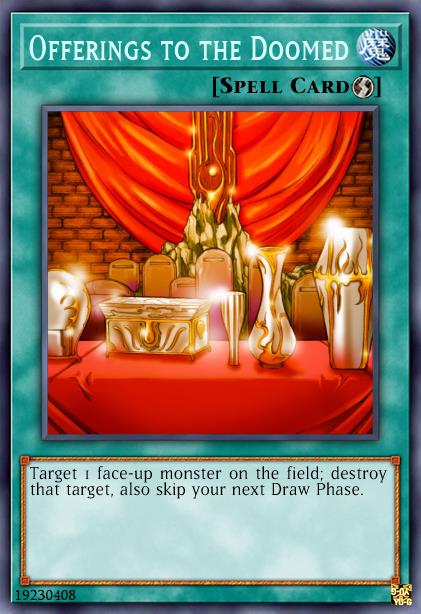 Offerings to the Doomed
魔
[Spell Card]
Target 1 face-up monster on the field; destroy
that target, also skip your next Draw Phase.
19230408